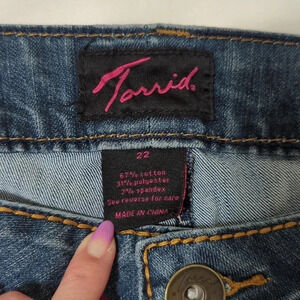 Torrid.
22
67% cotton
31% polyester
2% spandex
See reverse for care
MADE IN CHINA